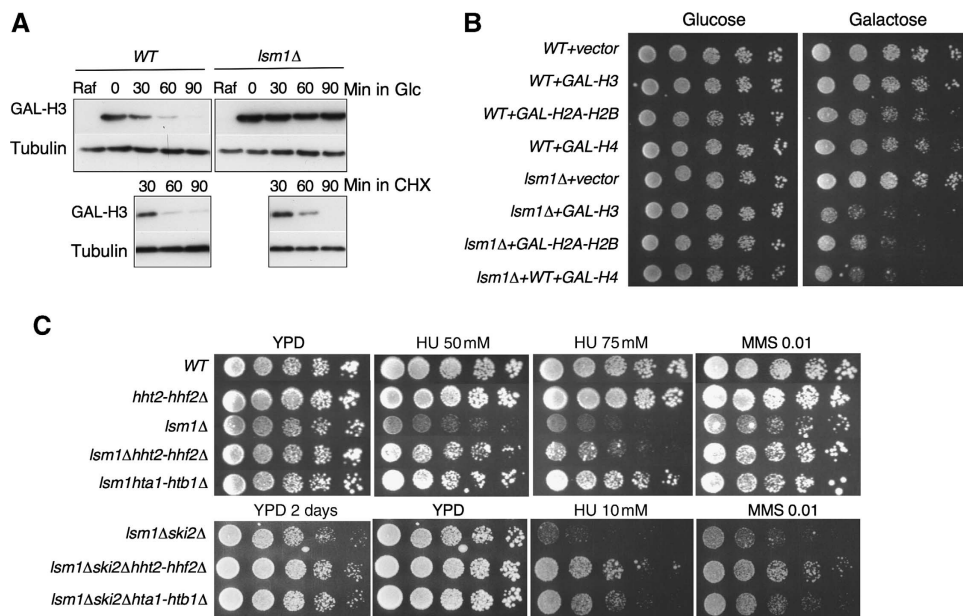 A
WT lsm1Δ
Raf 0 30 60 90 Raf 0 30 60 90 Min in Glc
GAL-H3
Tubulin
30 60 90 30 60 90 Min in CHX
GAL-H3
Tubulin
B
Glucose Galactose
WT+vector
WT+GAL-H3
WT+GAL-H2A-H2B
WT+GAL-H4
lsm1Δ+vector
lsm1Δ+GAL-H3
lsm1Δ+GAL-H2A-H2B
lsm1Δ+WT+GAL-H4
C
YPD HU 50 mM HU 75 mM MMS 0.01
WT
hht2-hhf2Δ
lsm1Δ
lsm1Δhht2-hhf2Δ
lsm1hta1-htb1Δ
YPD 2 days YPD HU 10 mM MMS 0.01
lsm1Δski2Δ
lsm1Δski2Δhht2-hhf2Δ
lsm1Δski2Δhta1-htb1Δ